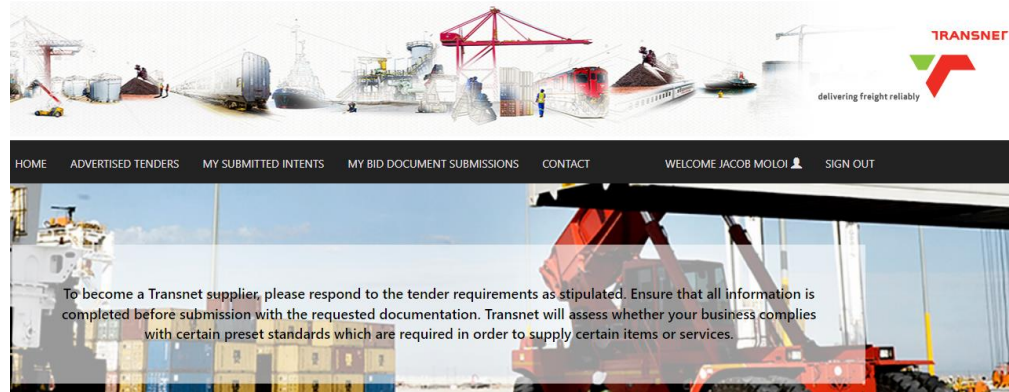 TRANSNET
delivering freight reliably
HOME ADVERTISED TENDERS MY SUBMITTED INTENTS MY BID DOCUMENT SUBMISSIONS CONTACT WELCOME JACOB MOLOI SIGN OUT
To become a Transnet supplier, please respond to the tender requirements as stipulated. Ensure that all information is
completed before submission with the requested documentation. Transnet will assess whether your business complies
with certain preset standards which are required in order to supply certain items or services.